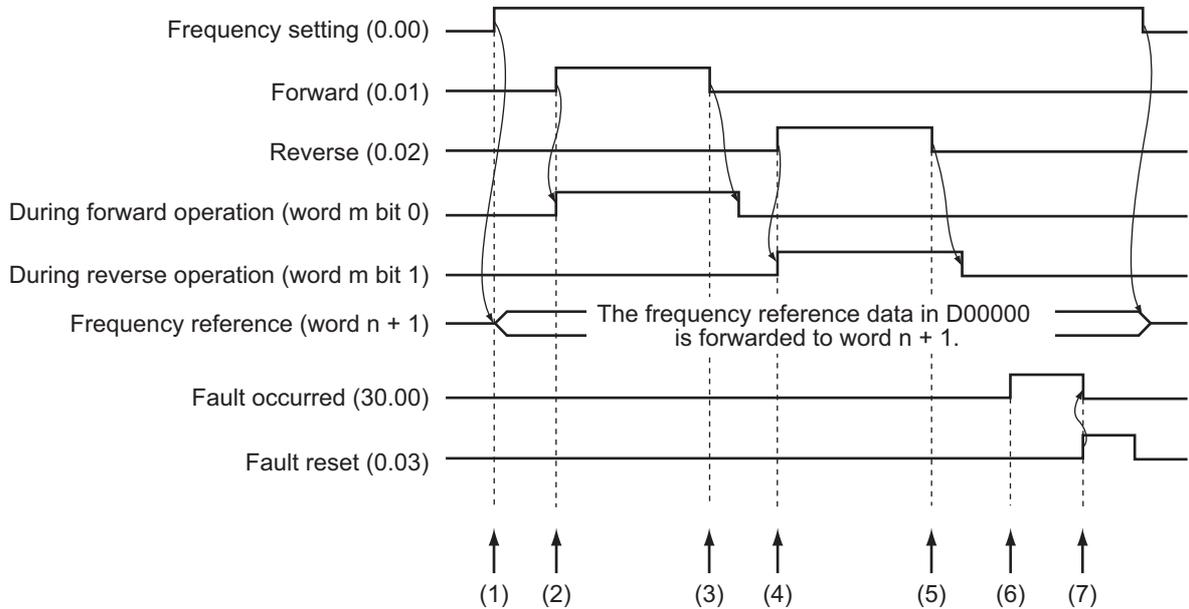 Frequency setting (0.00)
Forward (0.01)
Reverse (0.02)
During forward operation (word m bit 0)
During reverse operation (word m bit 1)
Frequency reference (word n + 1)
The frequency reference data in D00000
is forwarded to word n + 1.
Fault occurred (30.00)
Fault reset (0.03)
(1) (2) (3) (4) (5) (6) (7)